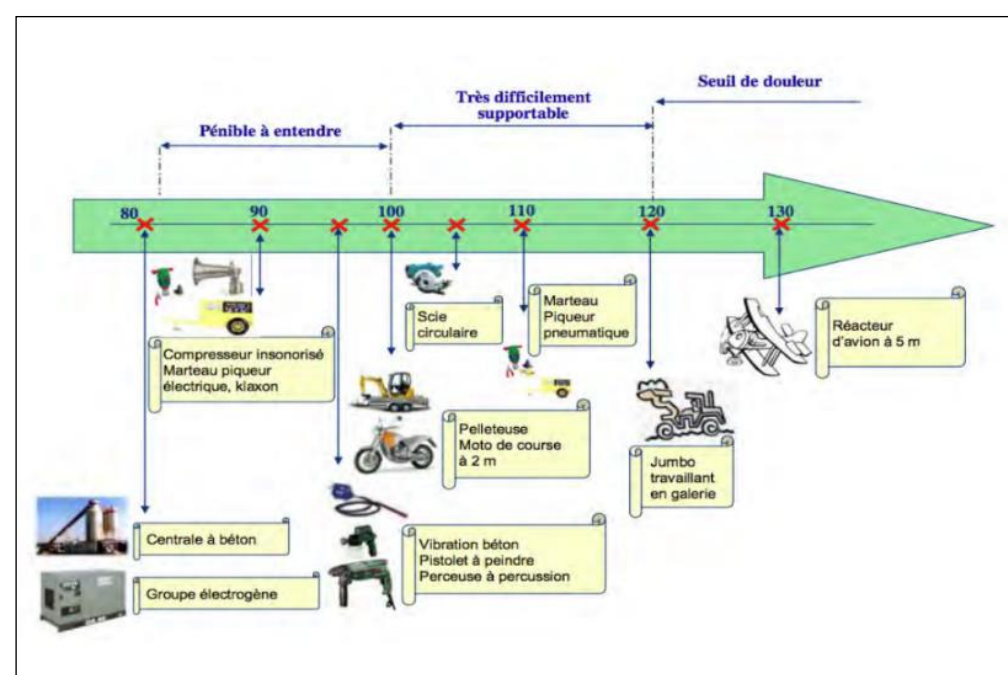 Seuil de douleur
Très difficilement
supportable
Pénible à entendre
80
90
100
110
120
130
Scie
circulaire
Marteau
Piqueur
pneumatique
Réacteur
d'avion à 5 m
Compresseur insonorisé
Marteau piqueur
électrique, klaxon
Pelleteuse
Moto de course
à 2 m
Jumbo
travaillant
en galerie
Centrale à béton
Vibration béton
Pistolet à peindre
Perceuse à percussion
Groupe électrogène